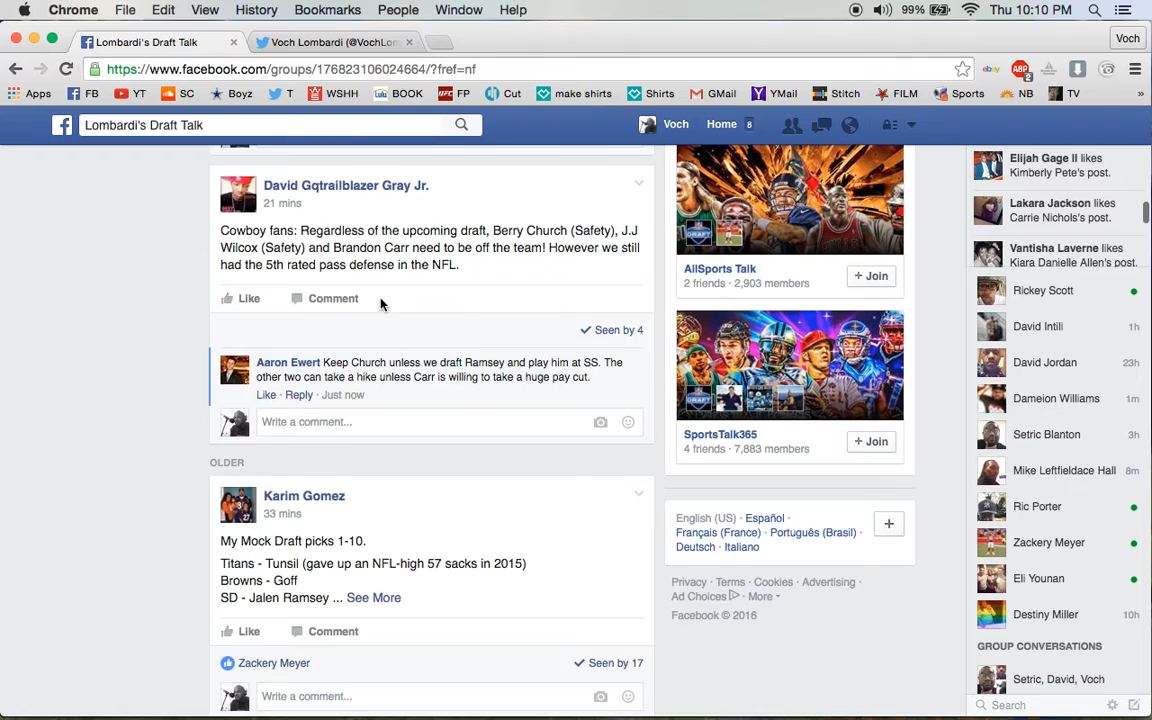 Chrome File Edit View History Bookmarks People Window Help
99% Thu 10:10 PM
Lombardi's Draft Talk
Voch Lombardi (@VochLom
Voch
https://www.facebook.com/groups/176823106024664/?fref=nf
Apps FB YT SC Boyz T WSHH BOOK FP Cut make shirts Shirts GMail YMail Stitch FILM Sports NB TV »
Lombardi's Draft Talk
Voch Home 8
David Gqtrailblazer Gray Jr.
21 mins
Cowboy fans: Regardless of the upcoming draft, Berry Church (Safety), J.J
Wilcox (Safety) and Brandon Carr need to be off the team! However we still
had the 5th rated pass defense in the NFL.
Like Comment
Seen by 4
Aaron Ewert Keep Church unless we draft Ramsey and play him at SS. The
other two can take a hike unless Carr is willing to take a huge pay cut.
Like · Reply · Just now
Write a comment...
OLDER
Karim Gomez
33 mins
My Mock Draft picks 1-10.
Titans - Tunsil (gave up an NFL-high 57 sacks in 2015)
Browns - Goff
SD - Jalen Ramsey ... See More
Like Comment
Zackery Meyer
Seen by 17
Write a comment...
AllSports Talk
2 friends · 2,903 members
+ Join
SportsTalk365
4 friends · 7,883 members
+ Join
English (US) · Español ·
Français (France) · Português (Brasil) ·
Deutsch · Italiano
Privacy · Terms · Cookies · Advertising ·
Ad Choices · More
Facebook © 2016
Elijah Gage II likes
Kimberly Pete's post.
Lakara Jackson likes
Carrie Nichols's post.
Vantisha Laverne likes
Kiara Danielle Allen's post.
Rickey Scott
David Intili 1h
David Jordan 23h
Dameion Williams 1m
Setric Blanton 3h
Mike Leftfieldace Hall 8m
Ric Porter
Zackery Meyer
Eli Younan
Destiny Miller 10h
GROUP CONVERSATIONS
Setric, David, Voch
Search